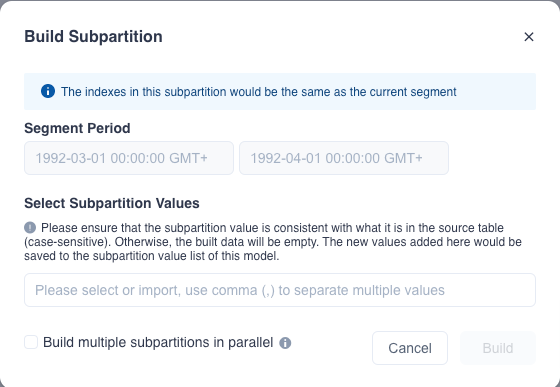 Build Subpartition
The indexes in this subpartition would be the same as the current segment
Segment Period
1992-03-01 00:00:00 GMT+ 1992-04-01 00:00:00 GMT+
Select Subpartition Values
Please ensure that the subpartition value is consistent with what it is in the source table
(case-sensitive). Otherwise, the built data will be empty. The new values added here would be
saved to the subpartition value list of this model.
Please select or import, use comma (,) to separate multiple values
Build multiple subpartitions in parallel
Cancel Build